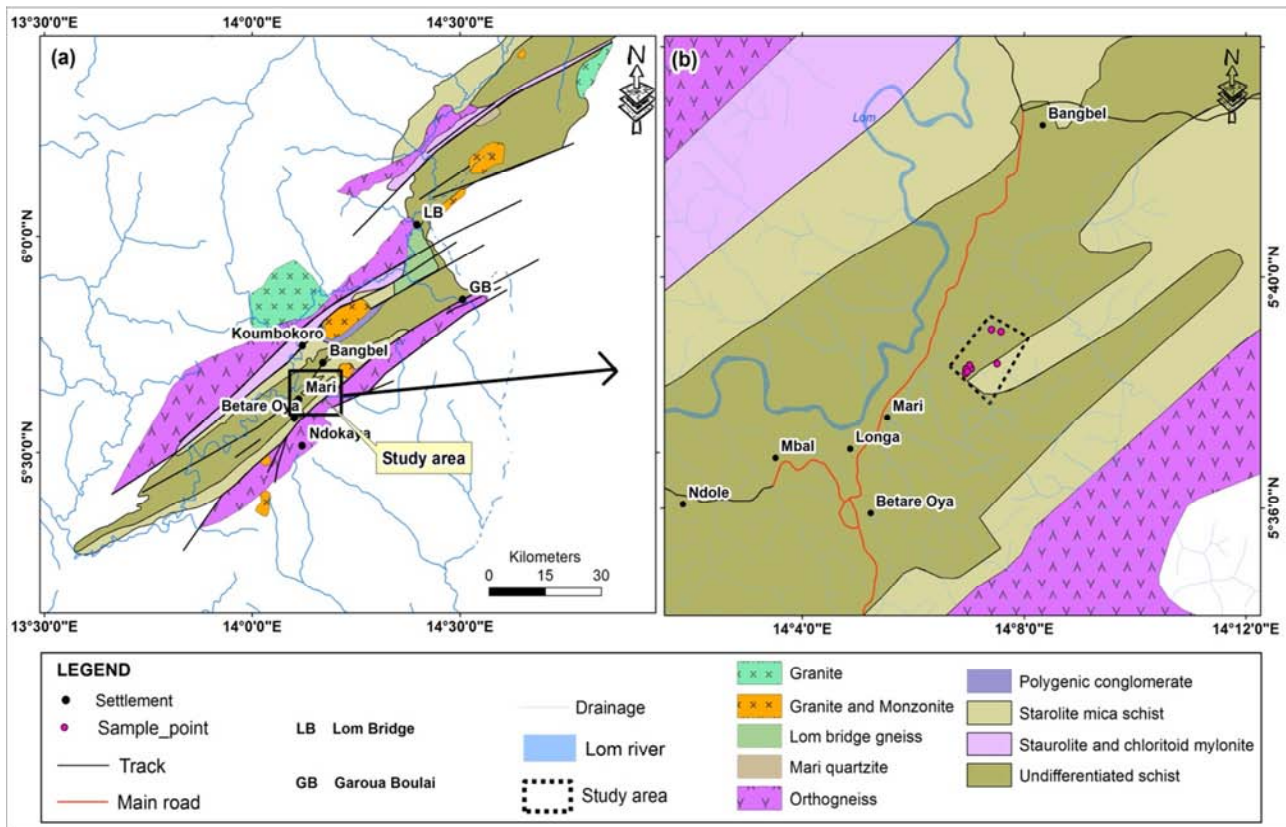 13°30'0"E
14°0'0"E
14°30'0"E
(a)
N
6°0'0"N
5°30'0"N
LB
GB
Koumbokoro
Bangbel
Mari
Betare Oya
Ndokaya
Study area
Kilometers
0 15 30
13°30'0"E
14°0'0"E
14°30'0"E
(b)
N
Lom
Bangbel
5°40'0"N
Mari
Mbal
Longa
Ndole
Betare Oya
5°36'0"N
14°4'0"E
14°8'0"E
14°12'0"E
LEGEND
Settlement
Sample_point
Track
Main road
LB Lom Bridge
GB Garoua Boulai
Drainage
Lom river
Study area
Granite
Granite and Monzonite
Lom bridge gneiss
Mari quartzite
Orthogneiss
Polygenic conglomerate
Starolite mica schist
Staurolite and chloritoid mylonite
Undifferentiated schist